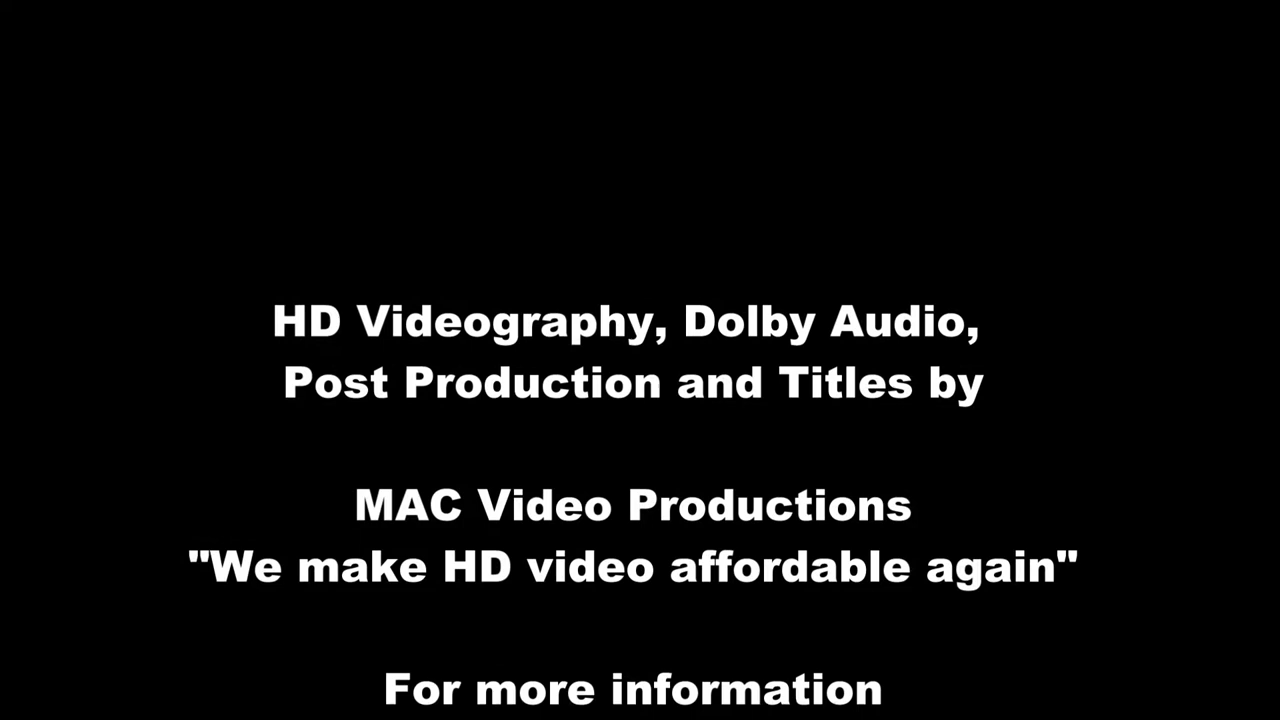 HD Videography, Dolby Audio,
Post Production and Titles by
MAC Video Productions
"We make HD video affordable again"
For more information